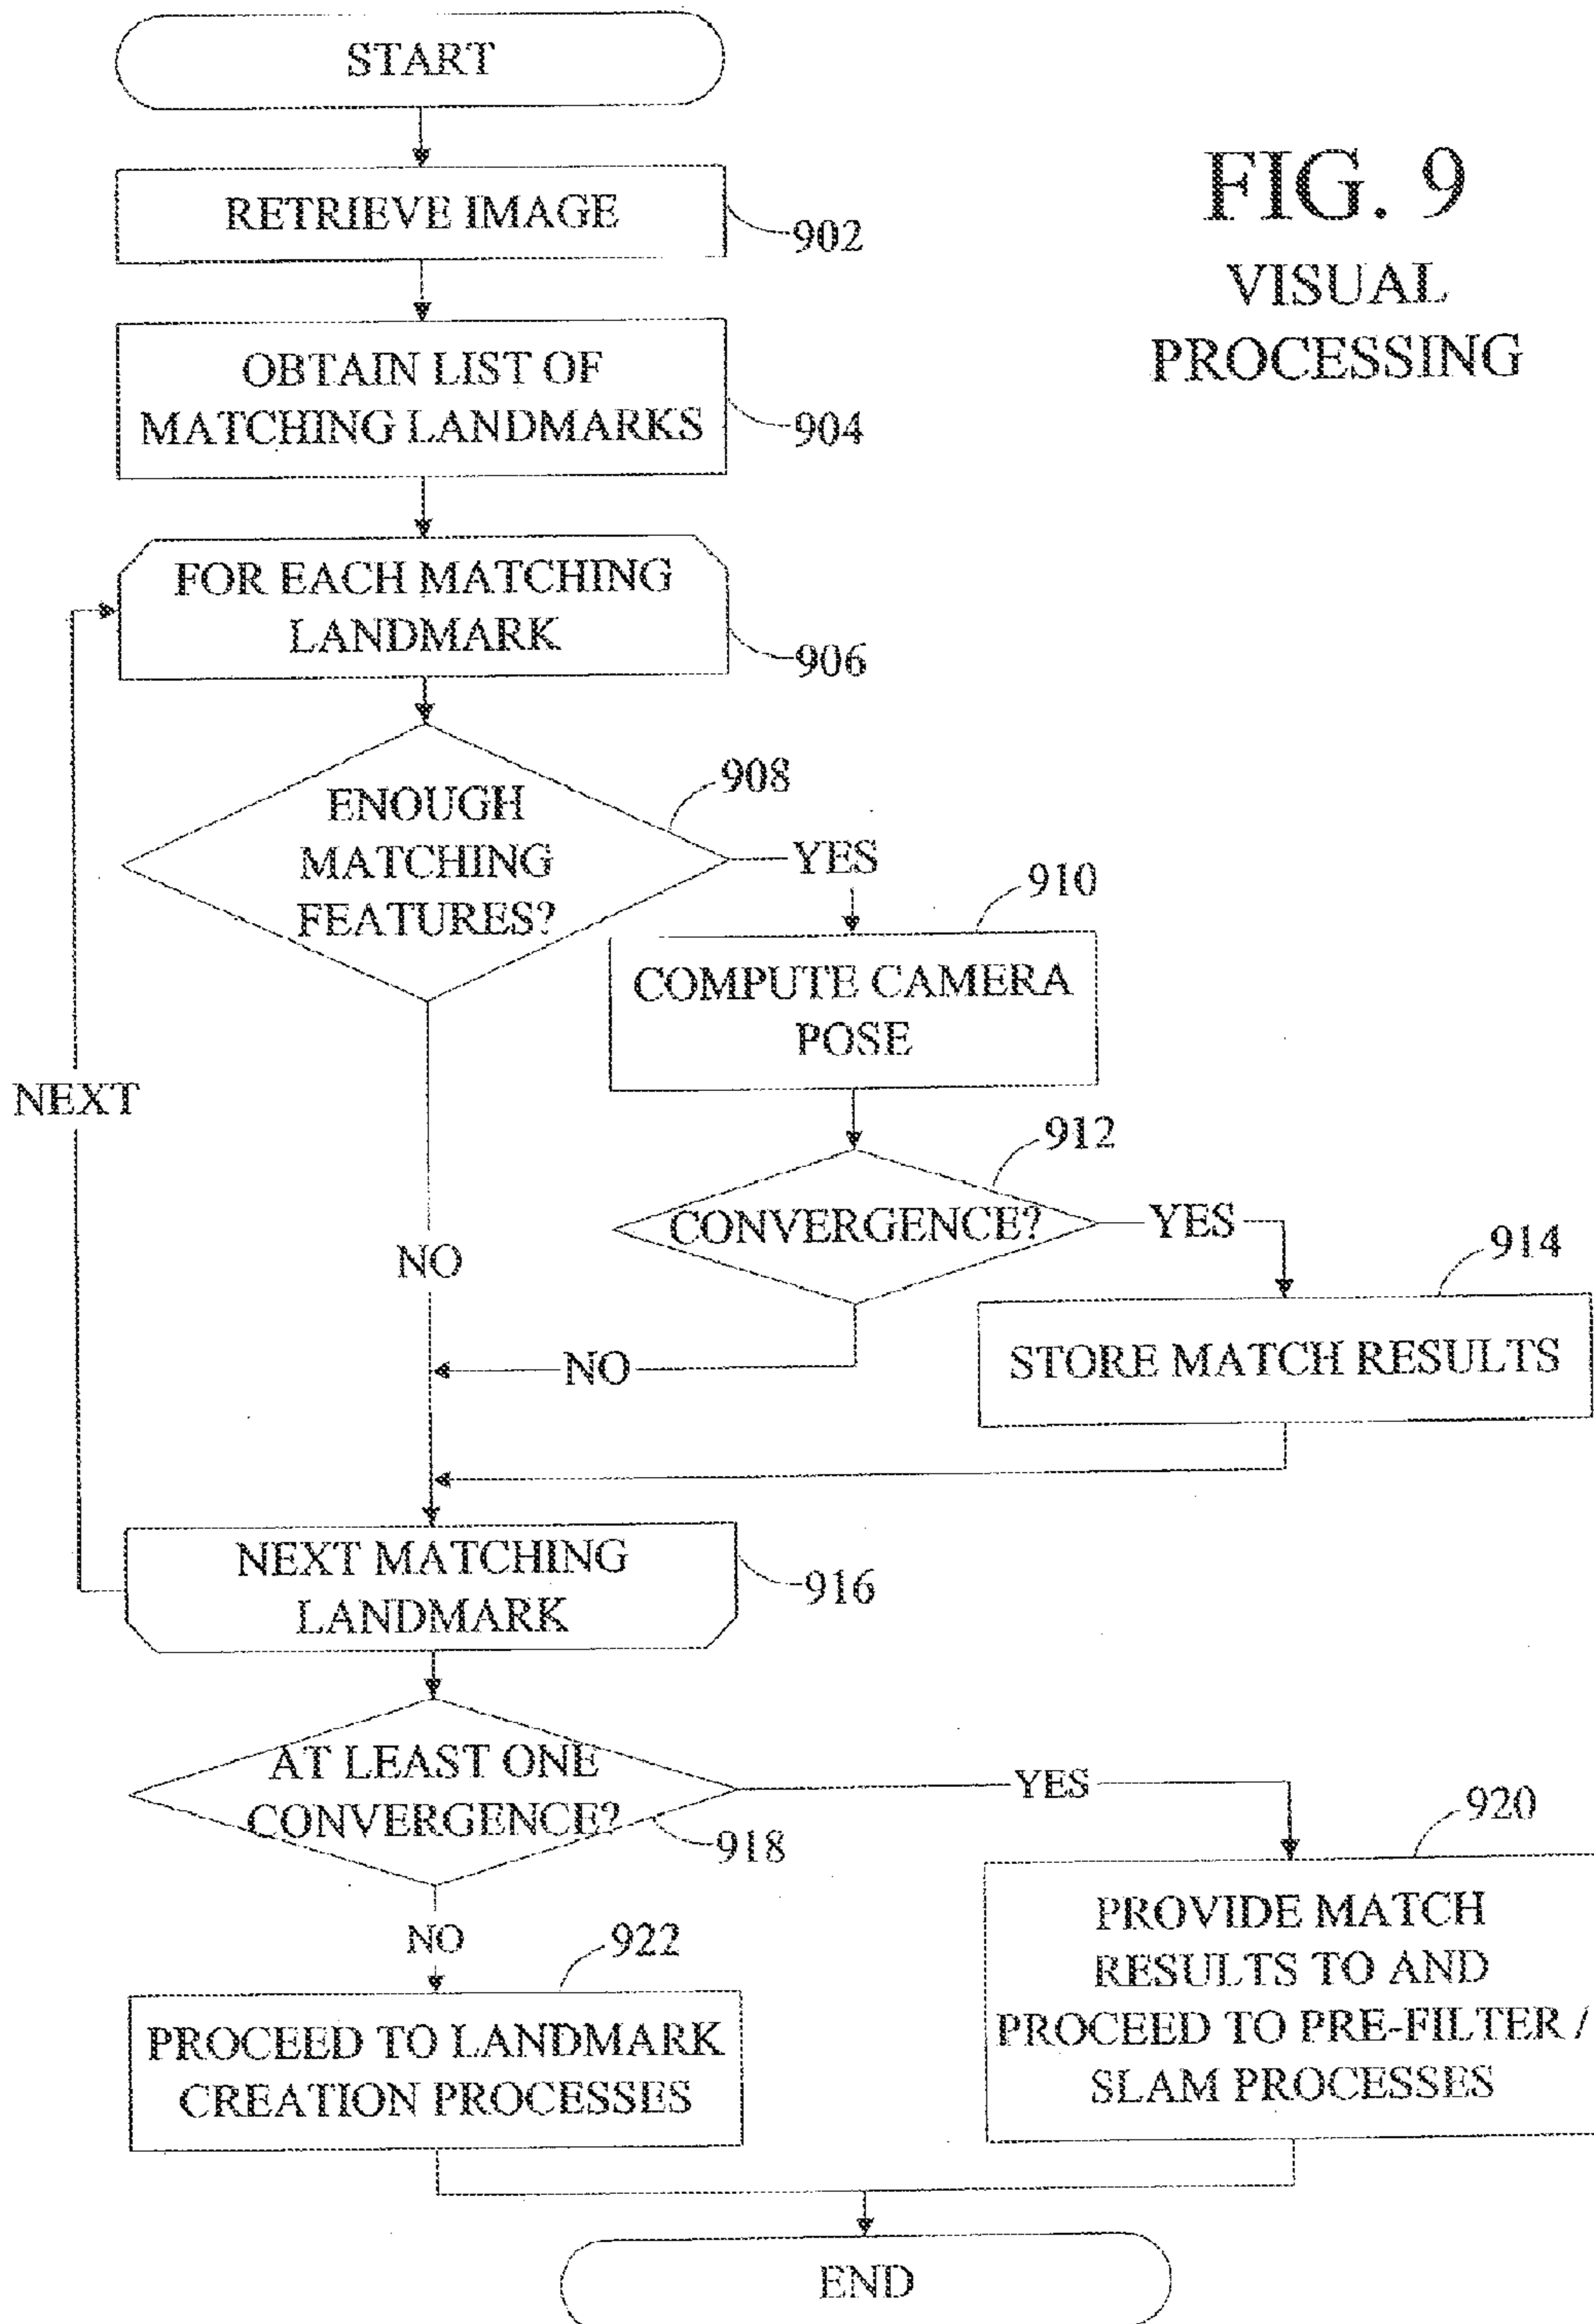 START
FIG. 9
VISUAL
PROCESSING
RETRIEVE IMAGE
902
OBTAIN LIST OF
MATCHING LANDMARKS
904
FOR EACH MATCHING
LANDMARK
906
ENOUGH
MATCHING
FEATURES?
908
YES
910
COMPUTE CAMERA
POSE
NEXT
912
CONVERGENCE?
YES
NO
914
STORE MATCH RESULTS
NO
NEXT MATCHING
LANDMARK
916
AT LEAST ONE
CONVERGENCE?
918
YES
920
PROVIDE MATCH
RESULTS TO AND
PROCEED TO PRE-FILTER /
SLAM PROCESSES
NO
922
PROCEED TO LANDMARK
CREATION PROCESSES
END